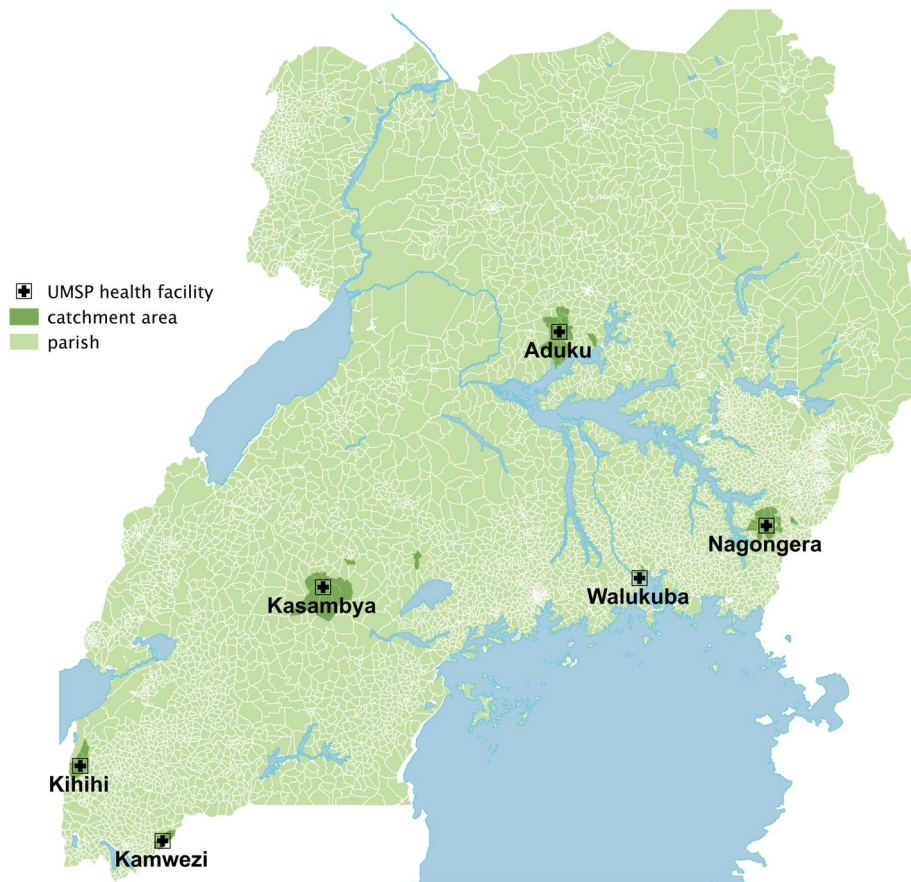 UMSP health facility
catchment area
parish
Aduku
Nagongera
Walukuba
Kasambya
Kihihi
Kamwezi